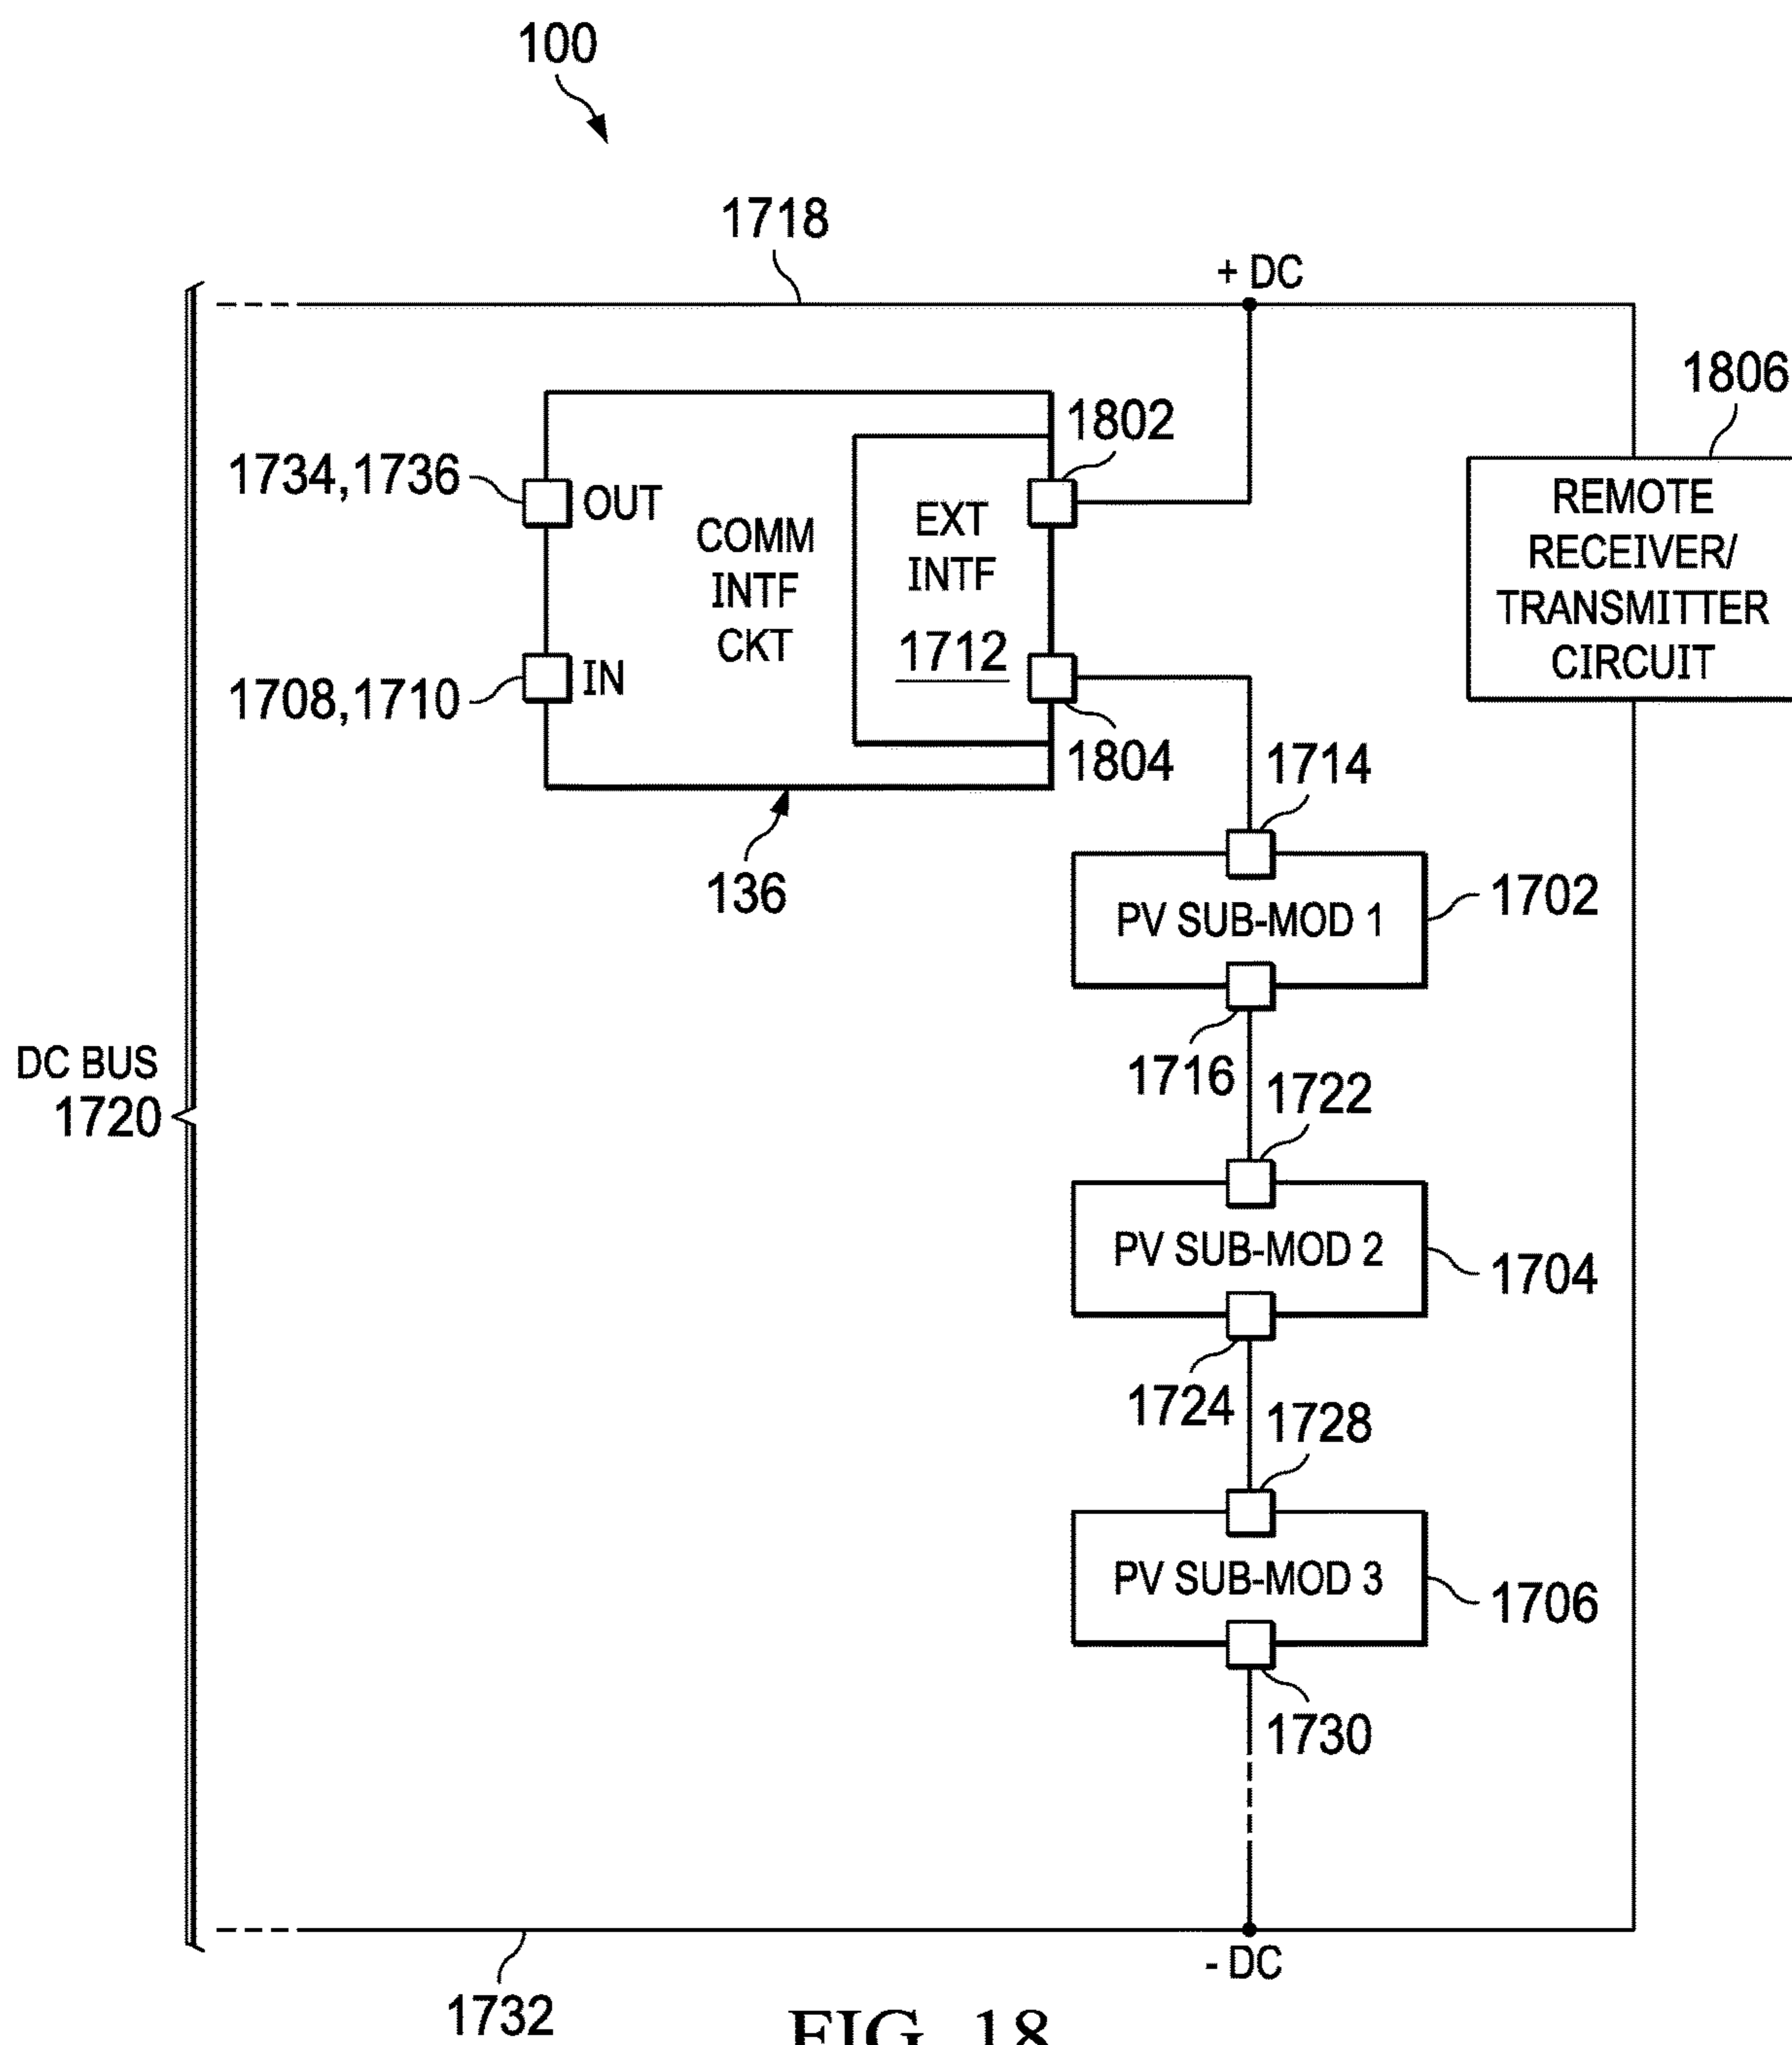 100
1718
+ DC
1806
1802
1734,1736
OUT
COMM
INTF
CKT
EXT
INTF
1712
REMOTE
RECEIVER/
TRANSMITTER
CIRCUIT
1708,1710
IN
1804
1714
136
PV SUB-MOD 1
1702
1716
1722
DC BUS
1720
PV SUB-MOD 2
1704
1724
1728
PV SUB-MOD 3
1706
1730
- DC
1732
FIG. 18